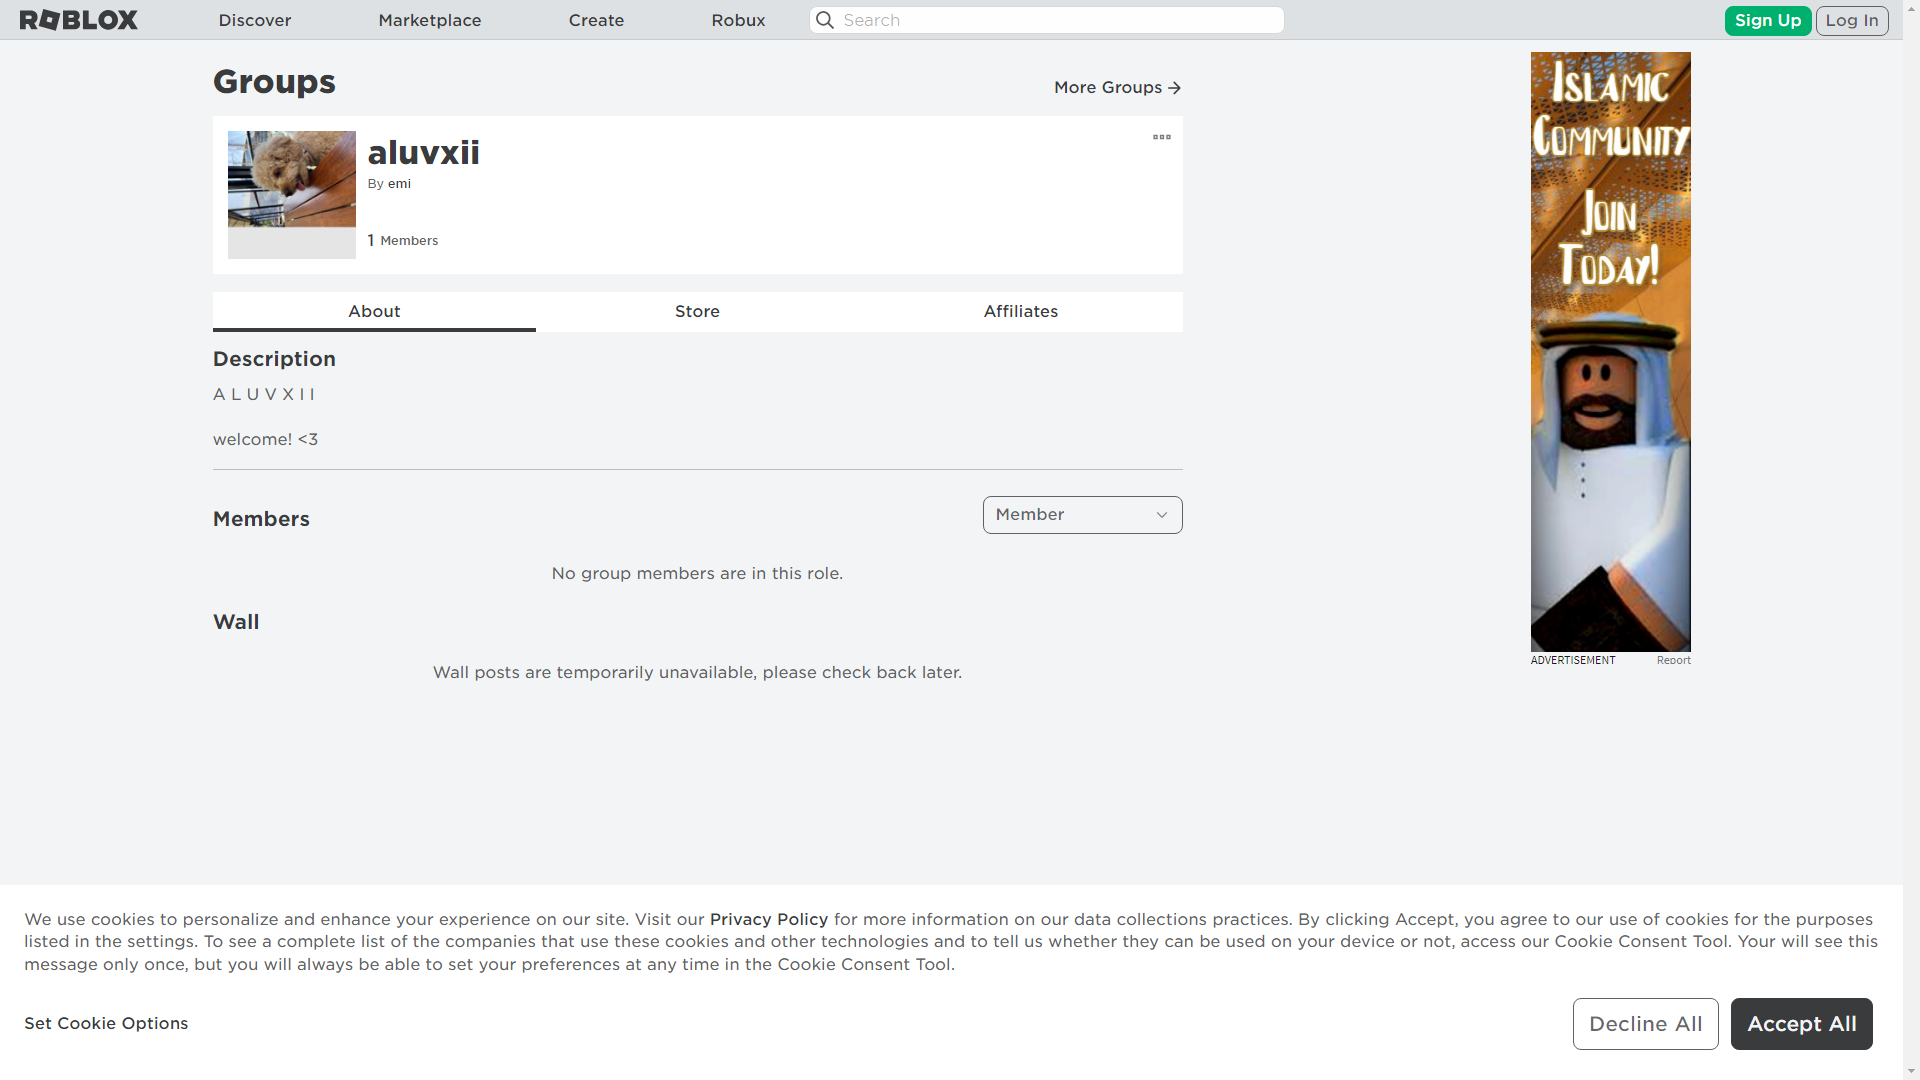 ROBLOX
Discover
Marketplace
Create
Robux
Search
Sign Up
Log In
Groups
More Groups
aluvxii
By emi
1 Members
About
Store
Affiliates
Description
A L U V X I I
welcome! <3
Members
Member
No group members are in this role.
Wall
Wall posts are temporarily unavailable, please check back later.
ISLAMIC
COMMUNITY
JOIN
TODAY!
ADVERTISEMENT
Report
We use cookies to personalize and enhance your experience on our site. Visit our Privacy Policy for more information on our data collections practices. By clicking Accept, you agree to our use of cookies for the purposes
listed in the settings. To see a complete list of the companies that use these cookies and other technologies and to tell us whether they can be used on your device or not, access our Cookie Consent Tool. Your will see this
message only once, but you will always be able to set your preferences at any time in the Cookie Consent Tool.
Set Cookie Options
Decline All
Accept All